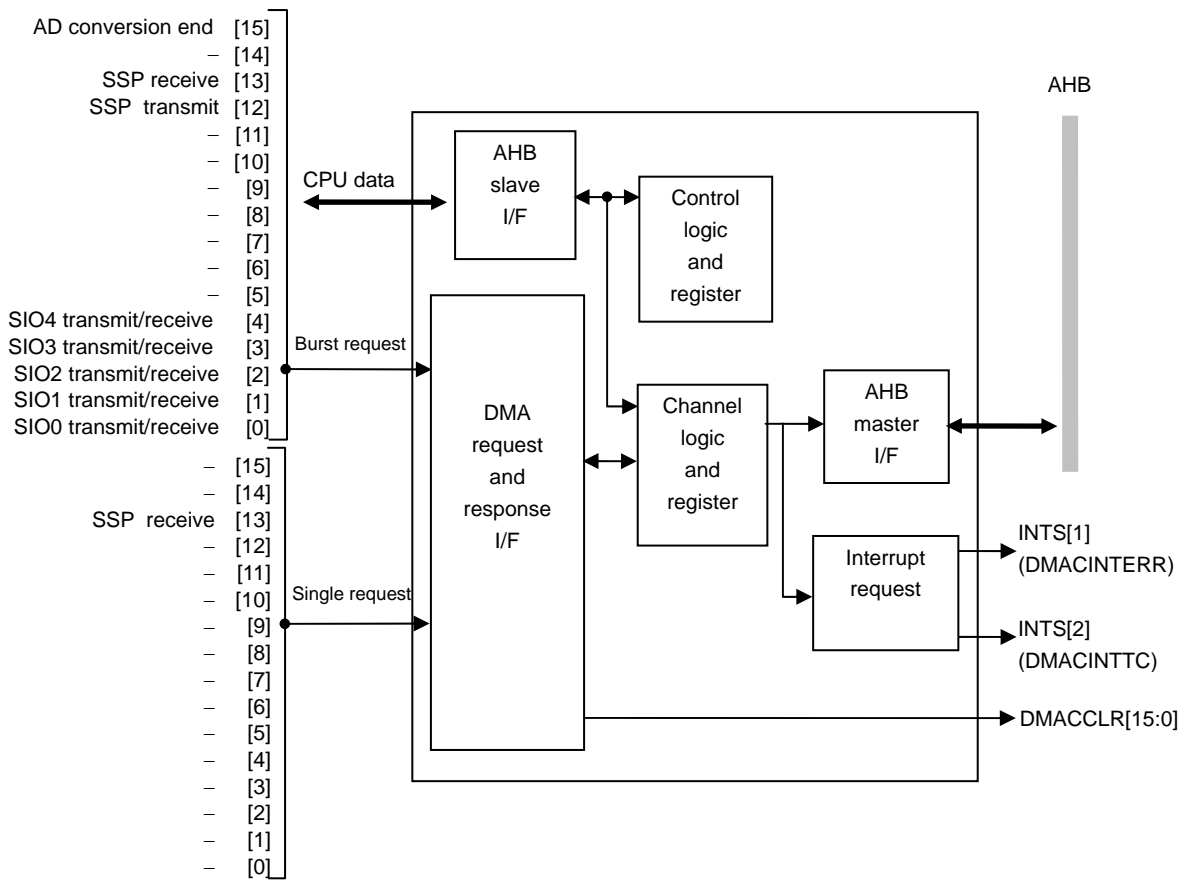 AD conversion end [15]
– [14]
SSP receive [13]
SSP transmit [12]
– [11]
– [10]
– [9]
– [8]
– [7]
– [6]
– [5]
SIO4 transmit/receive [4]
SIO3 transmit/receive [3]
SIO2 transmit/receive [2]
SIO1 transmit/receive [1]
SIO0 transmit/receive [0]
– [15]
– [14]
SSP receive [13]
– [12]
– [11]
– [10]
– [9]
– [8]
– [7]
– [6]
– [5]
– [4]
– [3]
– [2]
– [1]
– [0]
CPU data
Burst request
Single request
AHB
slave
I/F
Control
logic
and
register
DMA
request
and
response
I/F
Channel
logic
and
register
AHB
master
I/F
Interrupt
request
AHB
INTS[1]
(DMACINTERR)
INTS[2]
(DMACINTTC)
DMACCLR[15:0]